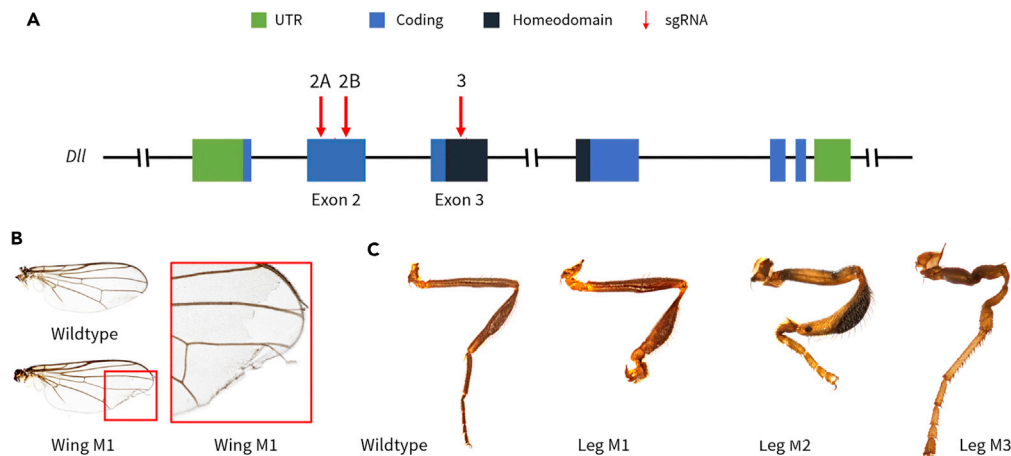 A
UTR Coding Homeodomain sgRNA
2A 2B 3
Dll
Exon 2 Exon 3
B
Wildtype
Wing M1 Wing M1
C
Wildtype Leg M1 Leg M2 Leg M3